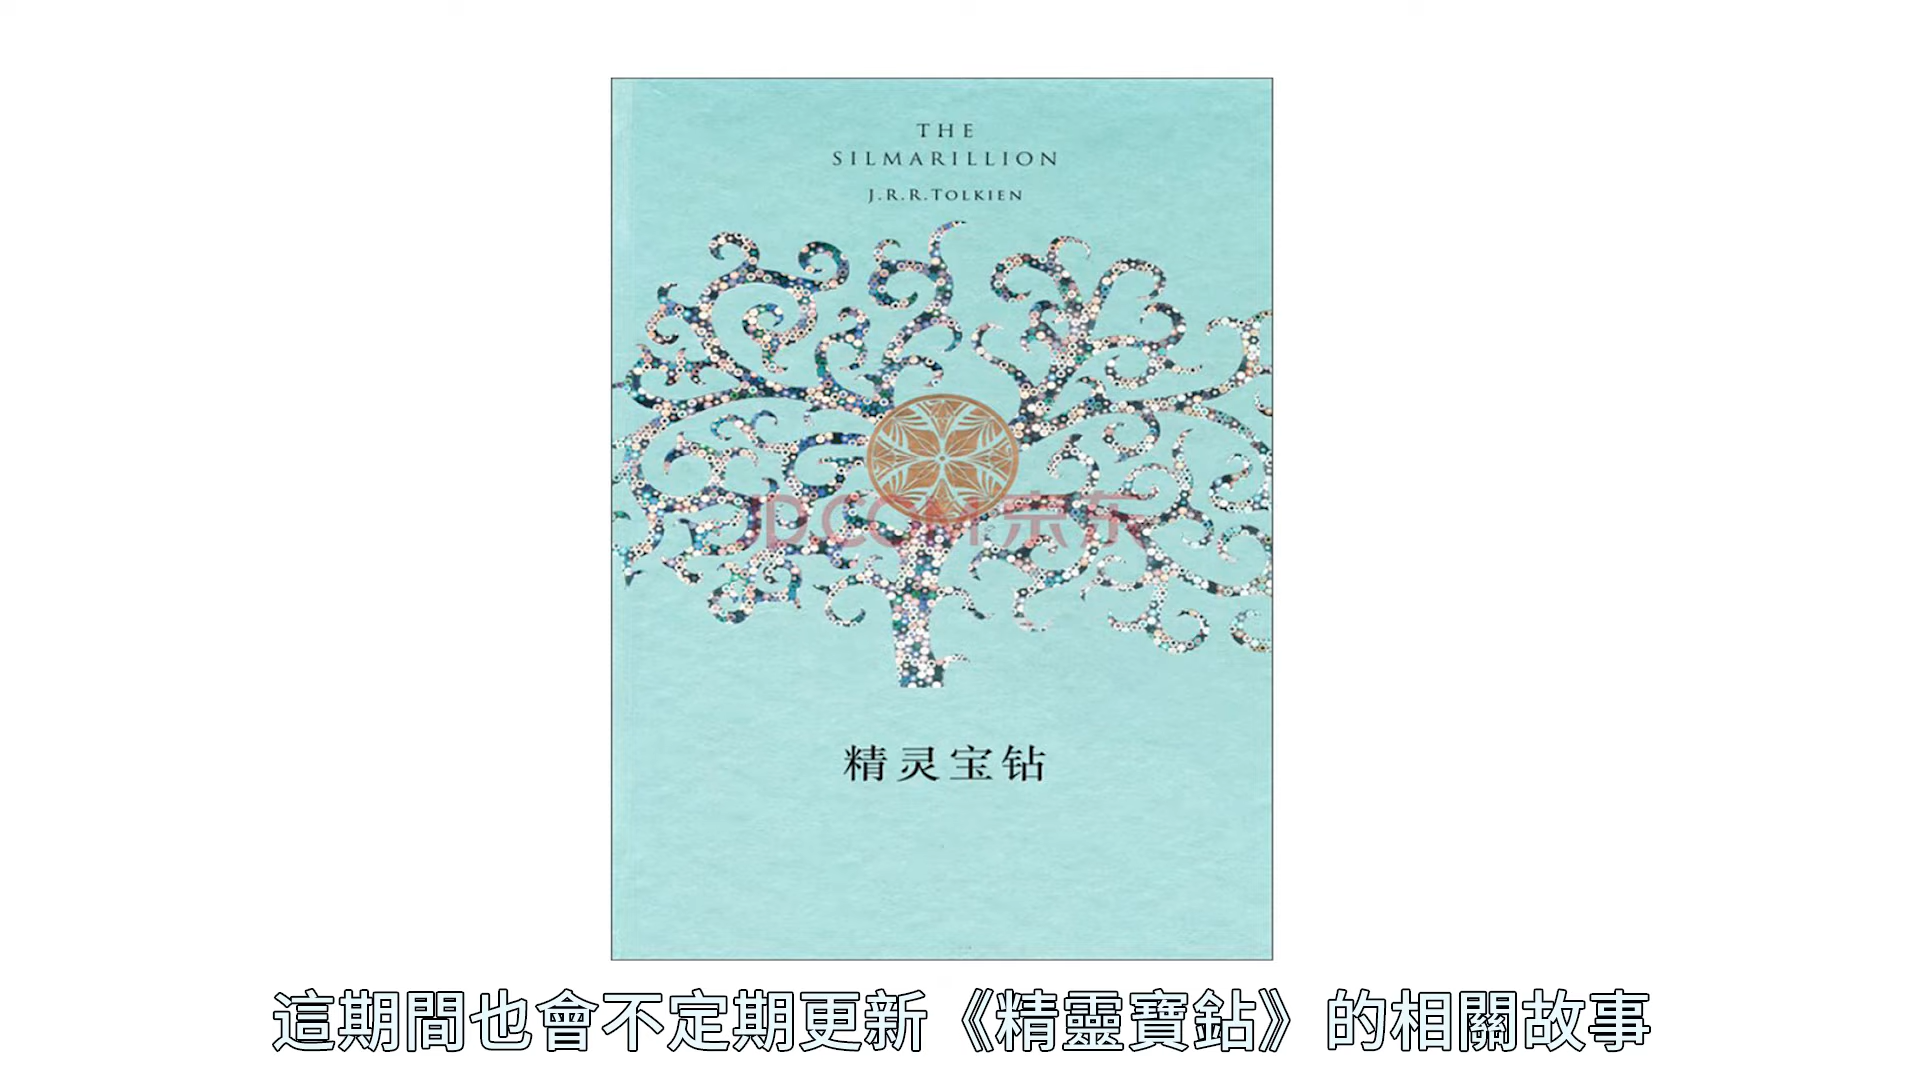 THE
SILMARILLION
J.R.R.TOLKIEN
JD.COM 京东
精灵宝钻
這期間也會不定期更新《精靈寶鉆》的相關故事